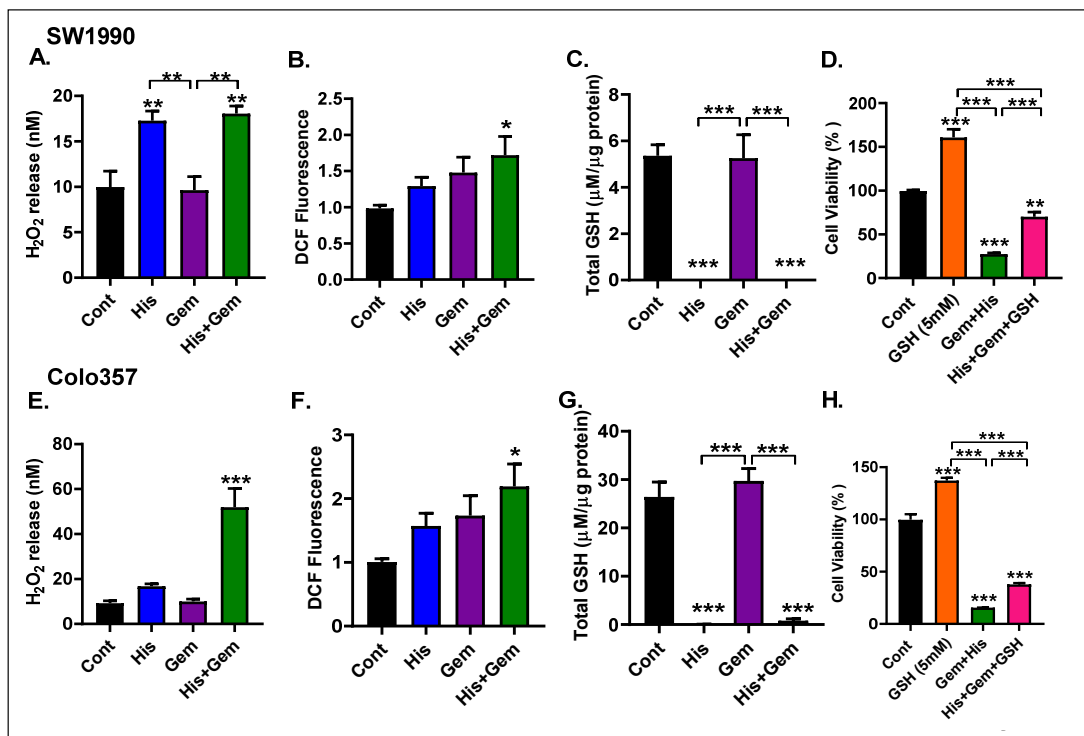 SW1990
A.
** **
H₂O₂ release (nM)
20
15
10
5
0
** **
Cont
His
Gem
His+Gem
B.
DCF Fluorescence
2.5
2.0
1.5
1.0
0.5
0.0
*
Cont
His
Gem
His+Gem
C.
Total GSH (μM/μg protein)
8
6
4
2
0
*** ***
*** ***
Cont
His
Gem
His+Gem
D.
Cell Viability (% )
200
150
100
50
0
***
*** ***
***
***
**
Cont
GSH (5mM)
Gem+His
His+Gem+GSH
Colo357
E.
H₂O₂ release (nM)
80
60
40
20
0
***
Cont
His
Gem
His+Gem
F.
DCF Fluorescence
3
2
1
0
*
Cont
His
Gem
His+Gem
G.
Total GSH (μM/μg protein)
40
30
20
10
0
*** ***
*** ***
Cont
His
Gem
His+Gem
H.
Cell Viability (% )
150
100
50
0
***
*** ***
***
***
***
Cont
GSH (5mM)
Gem+His
His+Gem+GSH